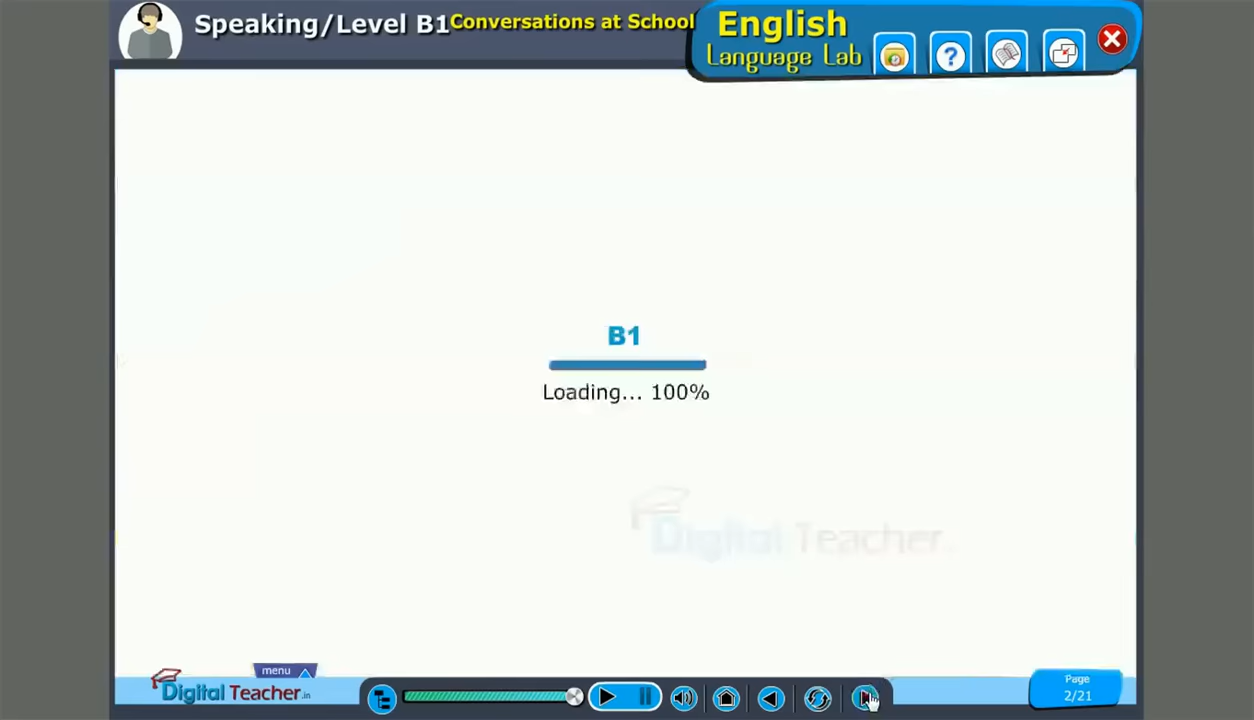 Speaking/Level B1
Conversations at School
English
Language Lab
?
B1
Loading... 100%
Digital Teacher.
menu
Digital Teacher.in
Page
2/21